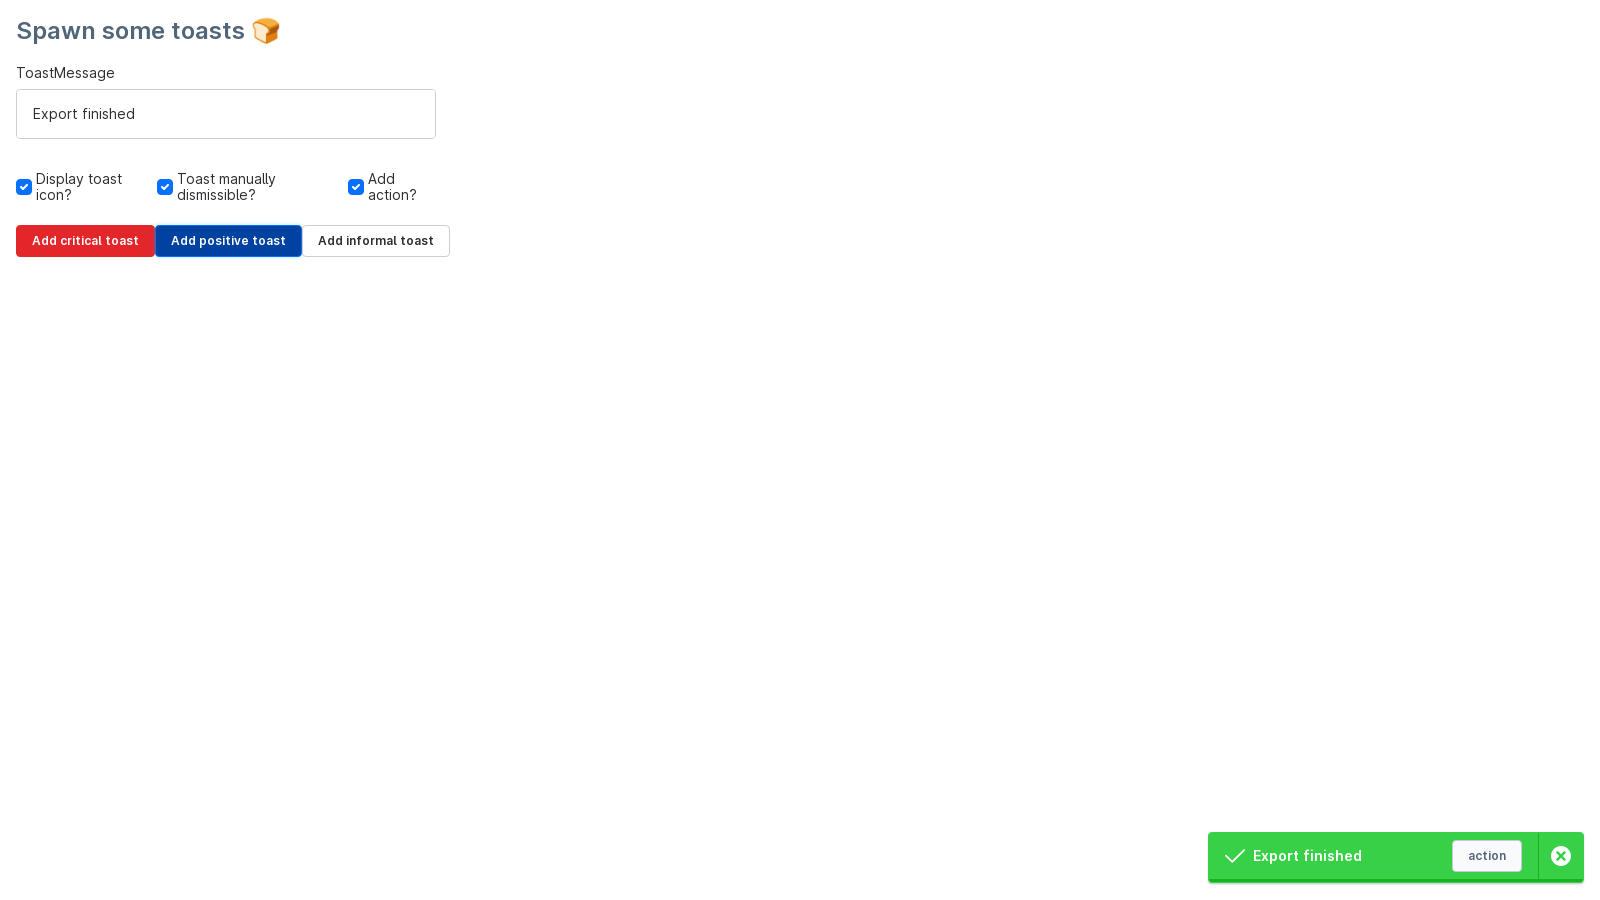 Spawn some toasts 🍞
ToastMessage
Export finished
Display toast
icon?
Toast manually
dismissible?
Add
action?
Add critical toast
Add positive toast
Add informal toast
Export finished
action